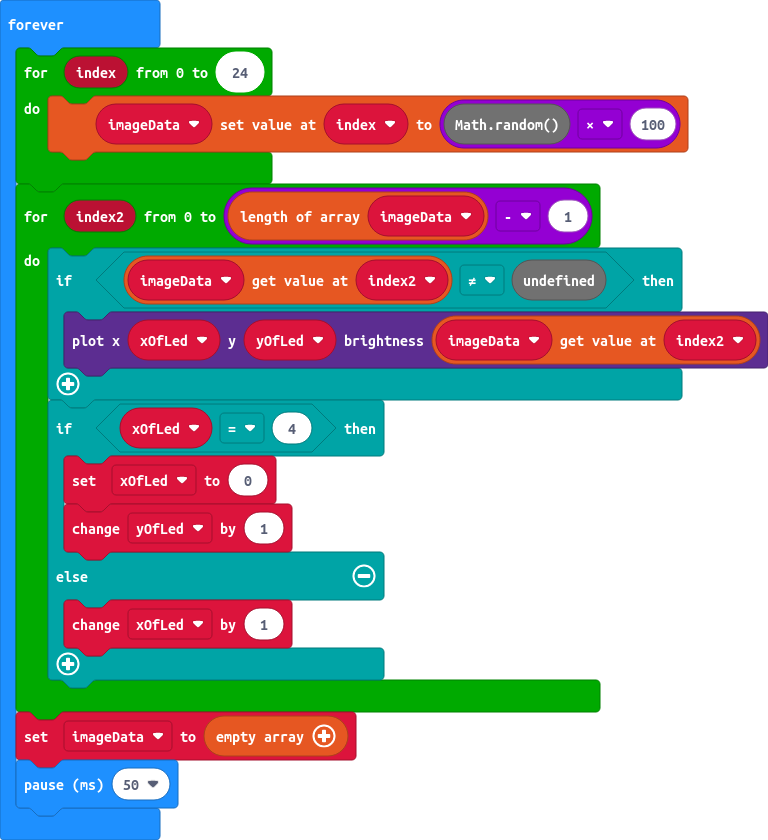 forever
for index from 0 to 24
do
imageData set value at index to Math.random() × 100
for index2 from 0 to length of array imageData - 1
do
if imageData get value at index2 ≠ undefined then
plot x xOfLed y yOfLed brightness imageData get value at index2
if xOfLed = 4 then
set xOfLed to 0
change yOfLed by 1
else
change xOfLed by 1
set imageData to empty array
pause (ms) 50